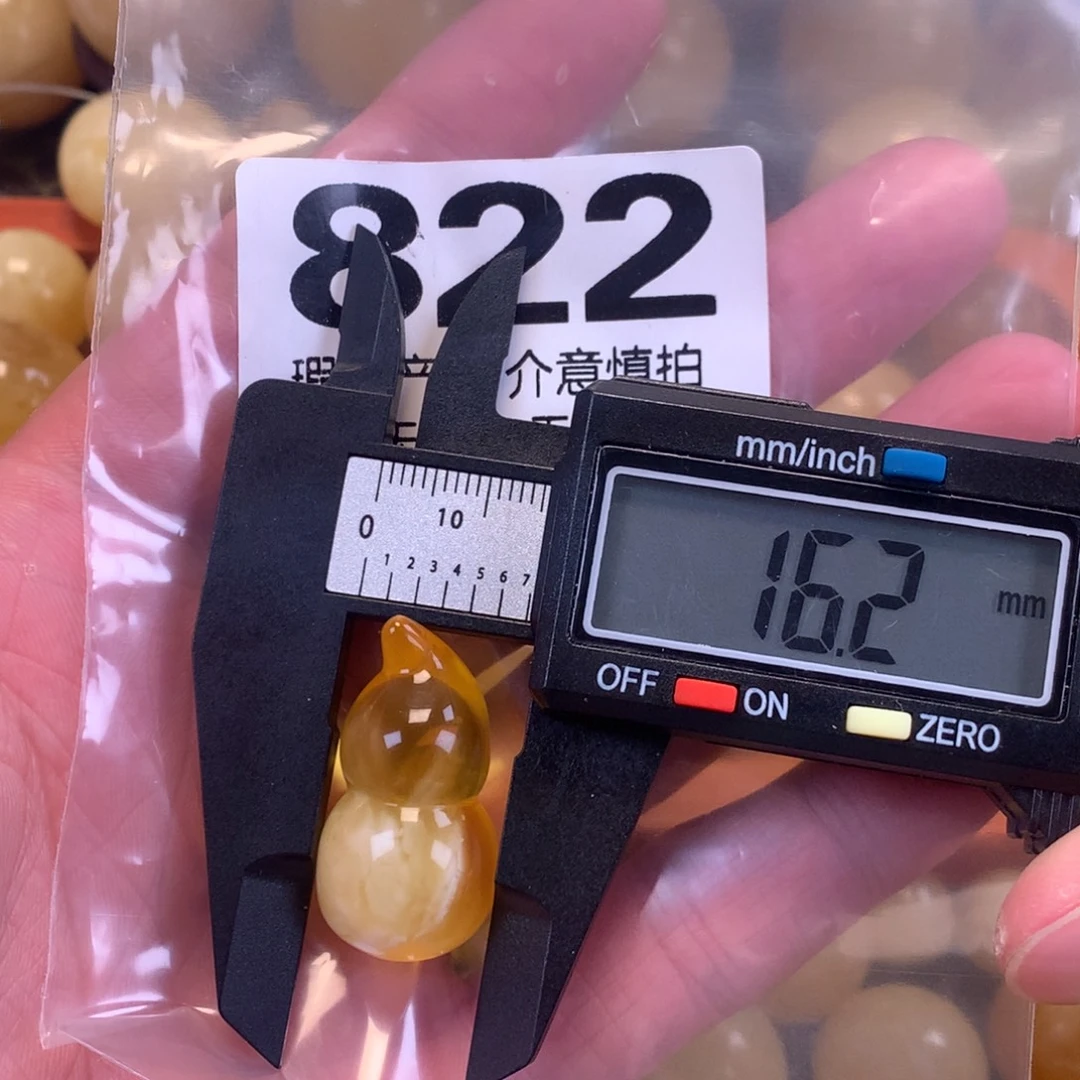 822
介意慎拍
mm/inch
0 10
1 2 3 4 5 6 7
16.2 mm
OFF ON
ZERO